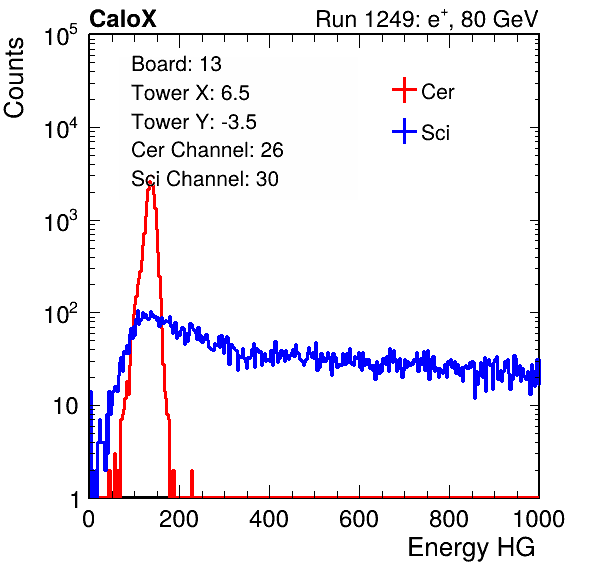 CaloX Run 1249: e+, 80 GeV
Counts
Board: 13
Tower X: 6.5
Tower Y: -3.5
Cer Channel: 26
Sci Channel: 30
Cer
Sci
10^5
10^4
10^3
10^2
10
1
0 200 400 600 800 1000
Energy HG